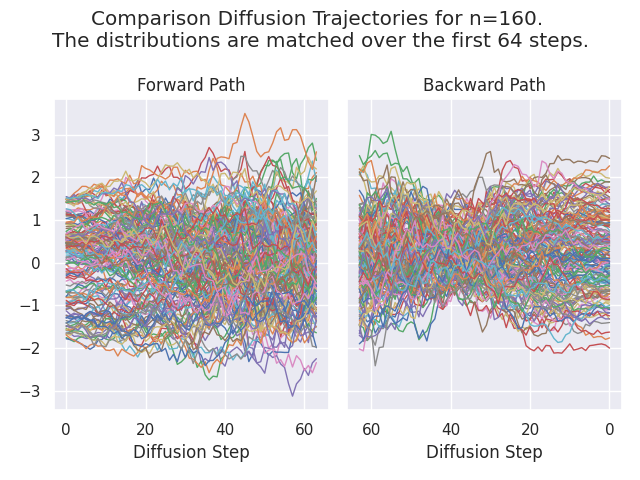 Comparison Diffusion Trajectories for n=160.
The distributions are matched over the first 64 steps.
Forward Path
Backward Path
3
2
1
0
−1
−2
−3
0 20 40 60
60 40 20 0
Diffusion Step
Diffusion Step